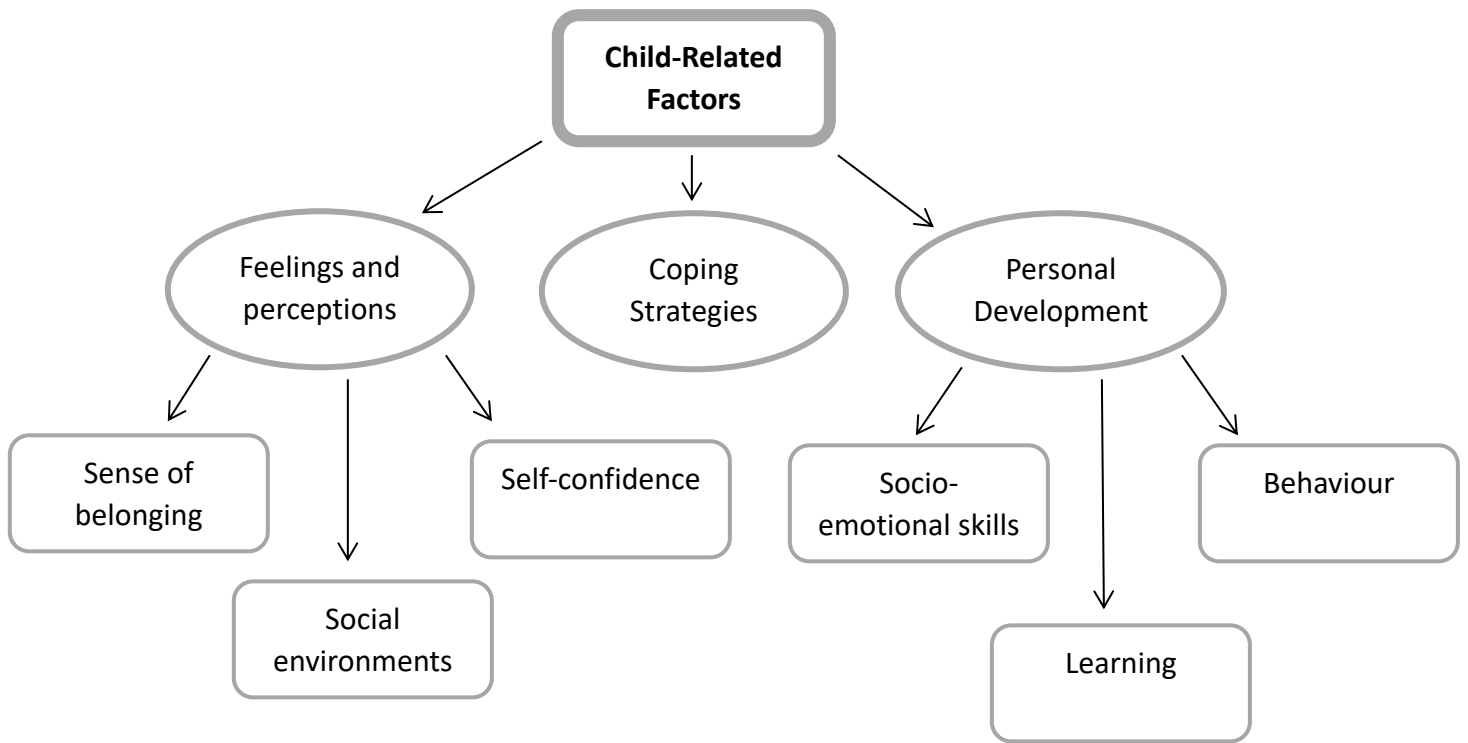 Child-Related
Factors
Feelings and
perceptions
Coping
Strategies
Personal
Development
Sense of
belonging
Self-confidence
Socio-
emotional skills
Behaviour
Social
environments
Learning